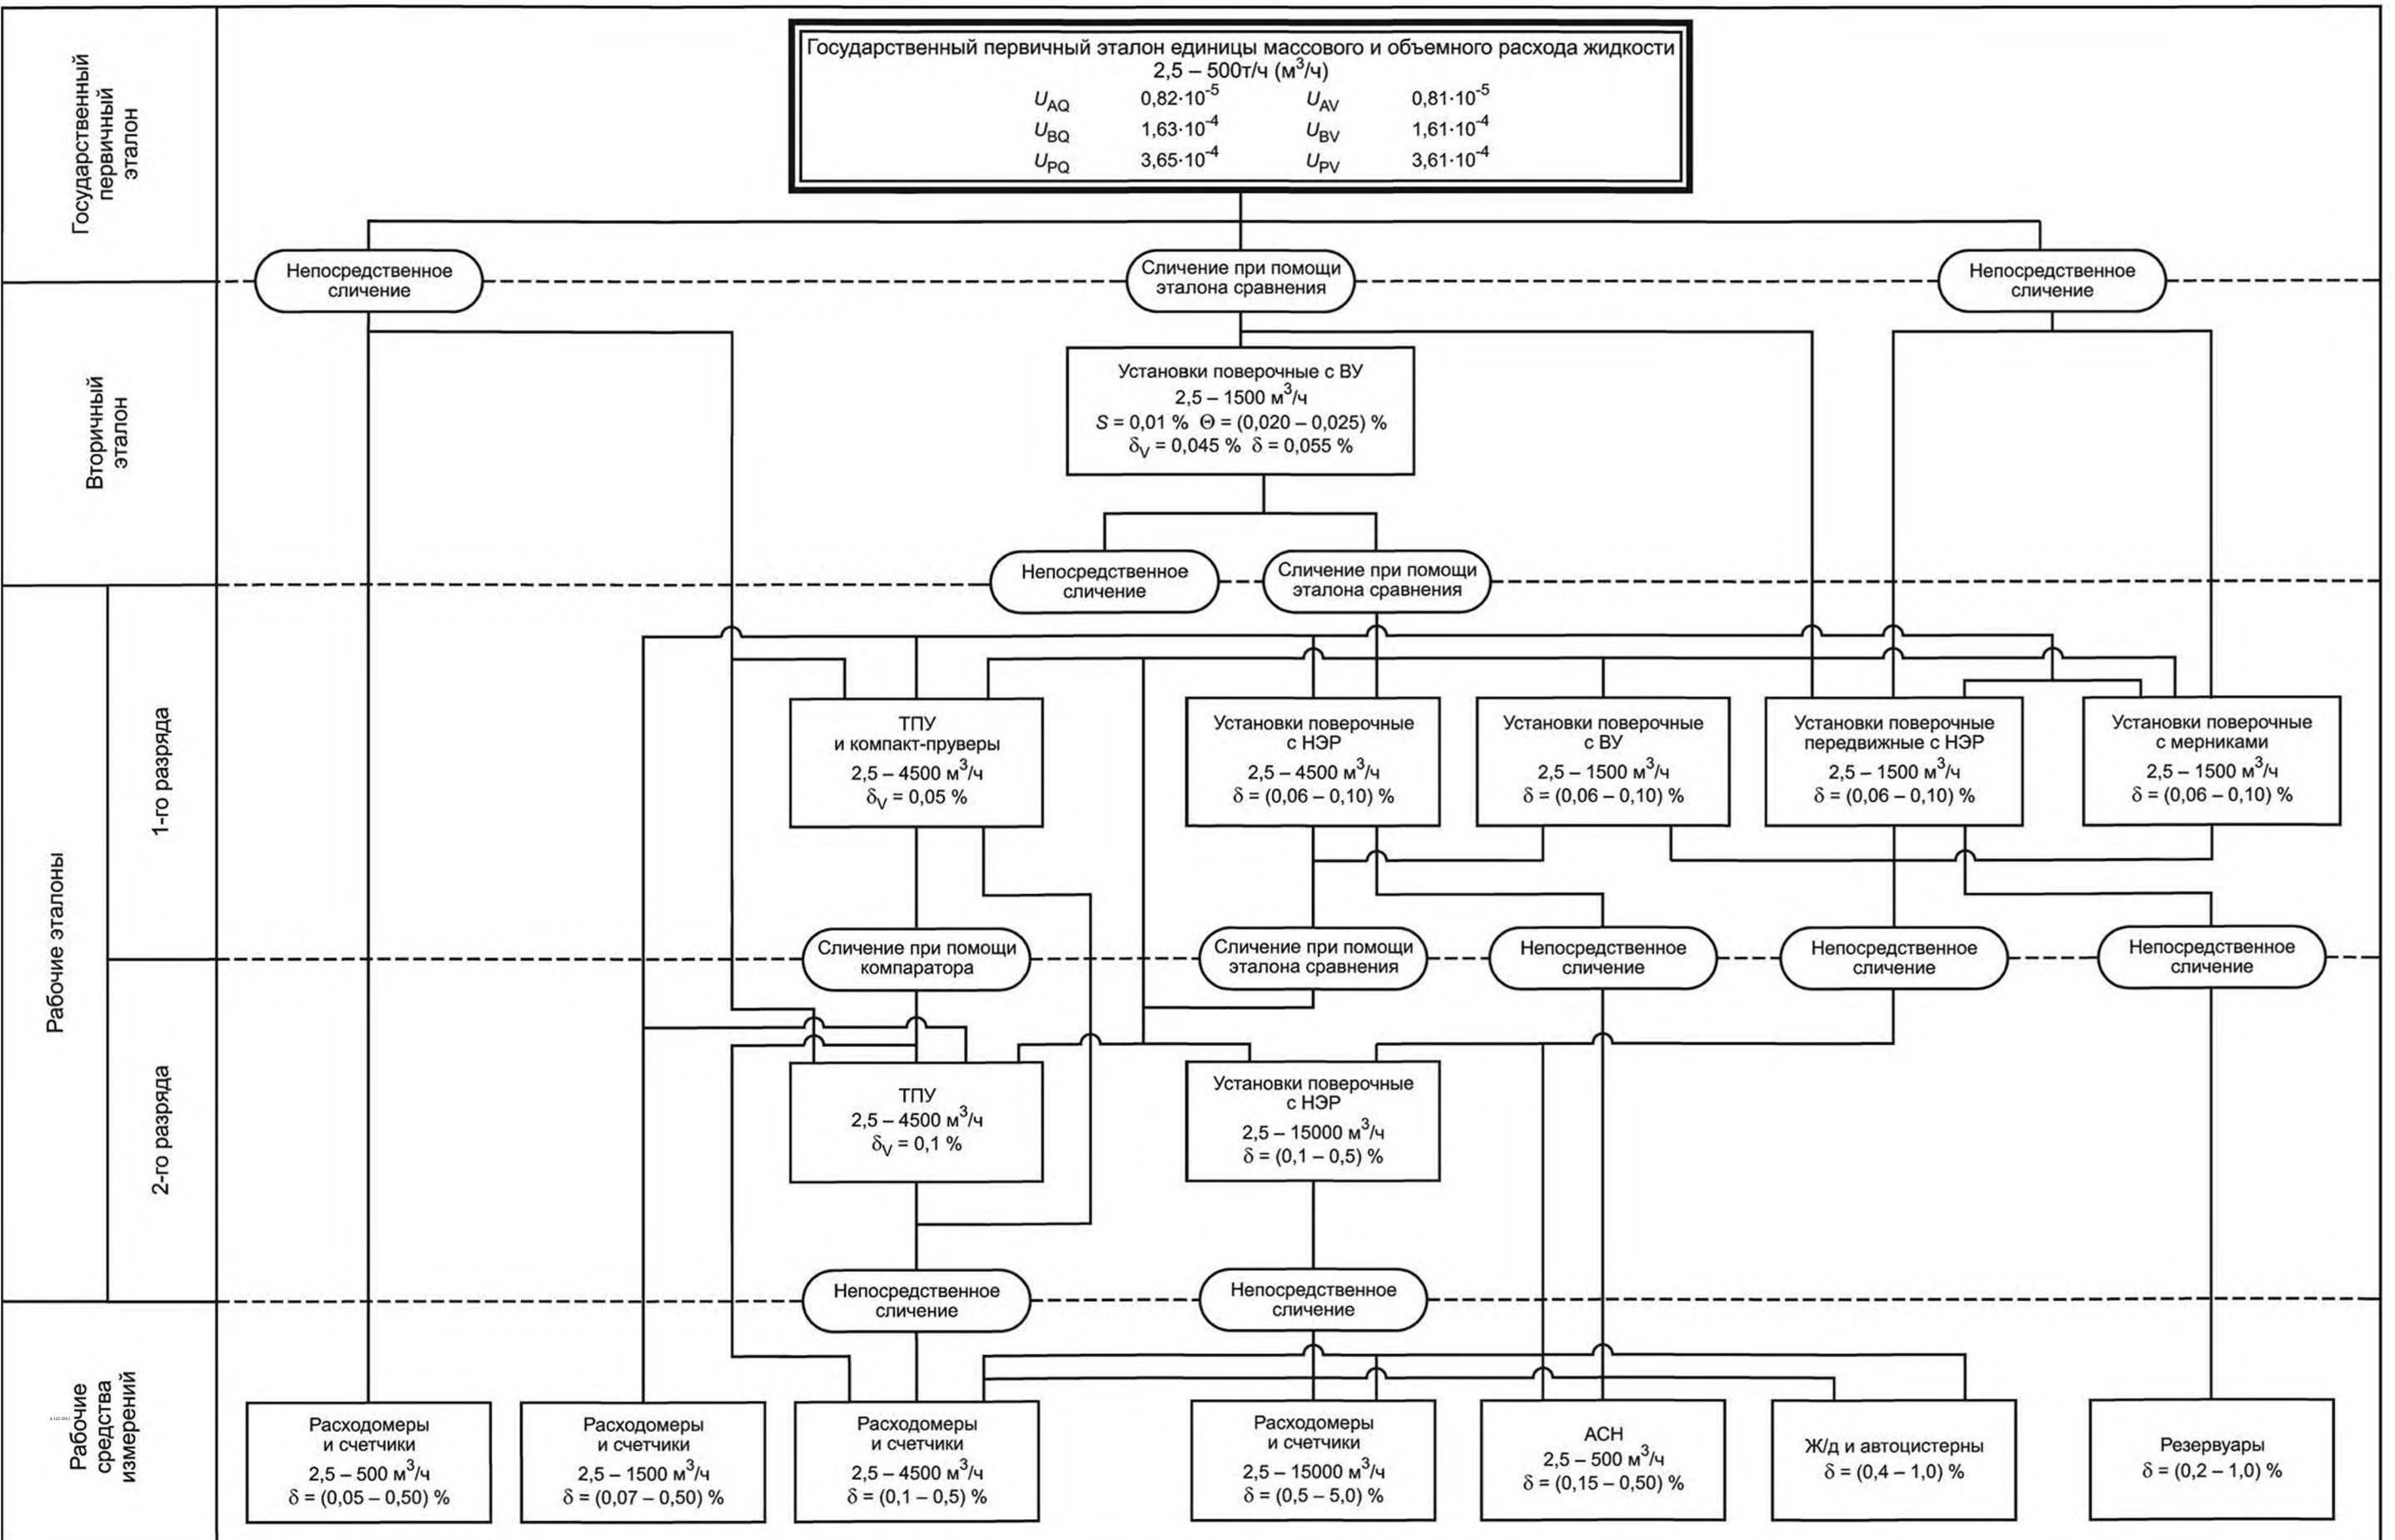 Государственный
первичный
эталон
Государственный первичный эталон единицы массового и объемного расхода жидкости
2,5 – 500т/ч (м³/ч)
U_AQ 0,82·10⁻⁵ U_AV 0,81·10⁻⁵
U_BQ 1,63·10⁻⁴ U_BV 1,61·10⁻⁴
U_PQ 3,65·10⁻⁴ U_PV 3,61·10⁻⁴
Непосредственное
сличение
Сличение при помощи
эталона сравнения
Непосредственное
сличение
Вторичный
эталон
Установки поверочные с ВУ
2,5 – 1500 м³/ч
S = 0,01 % Θ = (0,020 – 0,025) %
δ_V = 0,045 % δ = 0,055 %
Непосредственное
сличение
Сличение при помощи
эталона сравнения
Рабочие эталоны
1-го разряда
ТПУ
и компакт-пруверы
2,5 – 4500 м³/ч
δ_V = 0,05 %
Установки поверочные
с НЭР
2,5 – 4500 м³/ч
δ = (0,06 – 0,10) %
Установки поверочные
с ВУ
2,5 – 1500 м³/ч
δ = (0,06 – 0,10) %
Установки поверочные
передвижные с НЭР
2,5 – 1500 м³/ч
δ = (0,06 – 0,10) %
Установки поверочные
с мерниками
2,5 – 1500 м³/ч
δ = (0,06 – 0,10) %
Сличение при помощи
компаратора
Сличение при помощи
эталона сравнения
Непосредственное
сличение
Непосредственное
сличение
Непосредственное
сличение
2-го разряда
ТПУ
2,5 – 4500 м³/ч
δ_V = 0,1 %
Установки поверочные
с НЭР
2,5 – 15000 м³/ч
δ = (0,1 – 0,5) %
Непосредственное
сличение
Непосредственное
сличение
Рабочие
средства
измерений
Расходомеры
и счетчики
2,5 – 500 м³/ч
δ = (0,05 – 0,50) %
Расходомеры
и счетчики
2,5 – 1500 м³/ч
δ = (0,07 – 0,50) %
Расходомеры
и счетчики
2,5 – 4500 м³/ч
δ = (0,1 – 0,5) %
Расходомеры
и счетчики
2,5 – 15000 м³/ч
δ = (0,5 – 5,0) %
АСН
2,5 – 500 м³/ч
δ = (0,15 – 0,50) %
Ж/д и автоцистерны
δ = (0,4 – 1,0) %
Резервуары
δ = (0,2 – 1,0) %